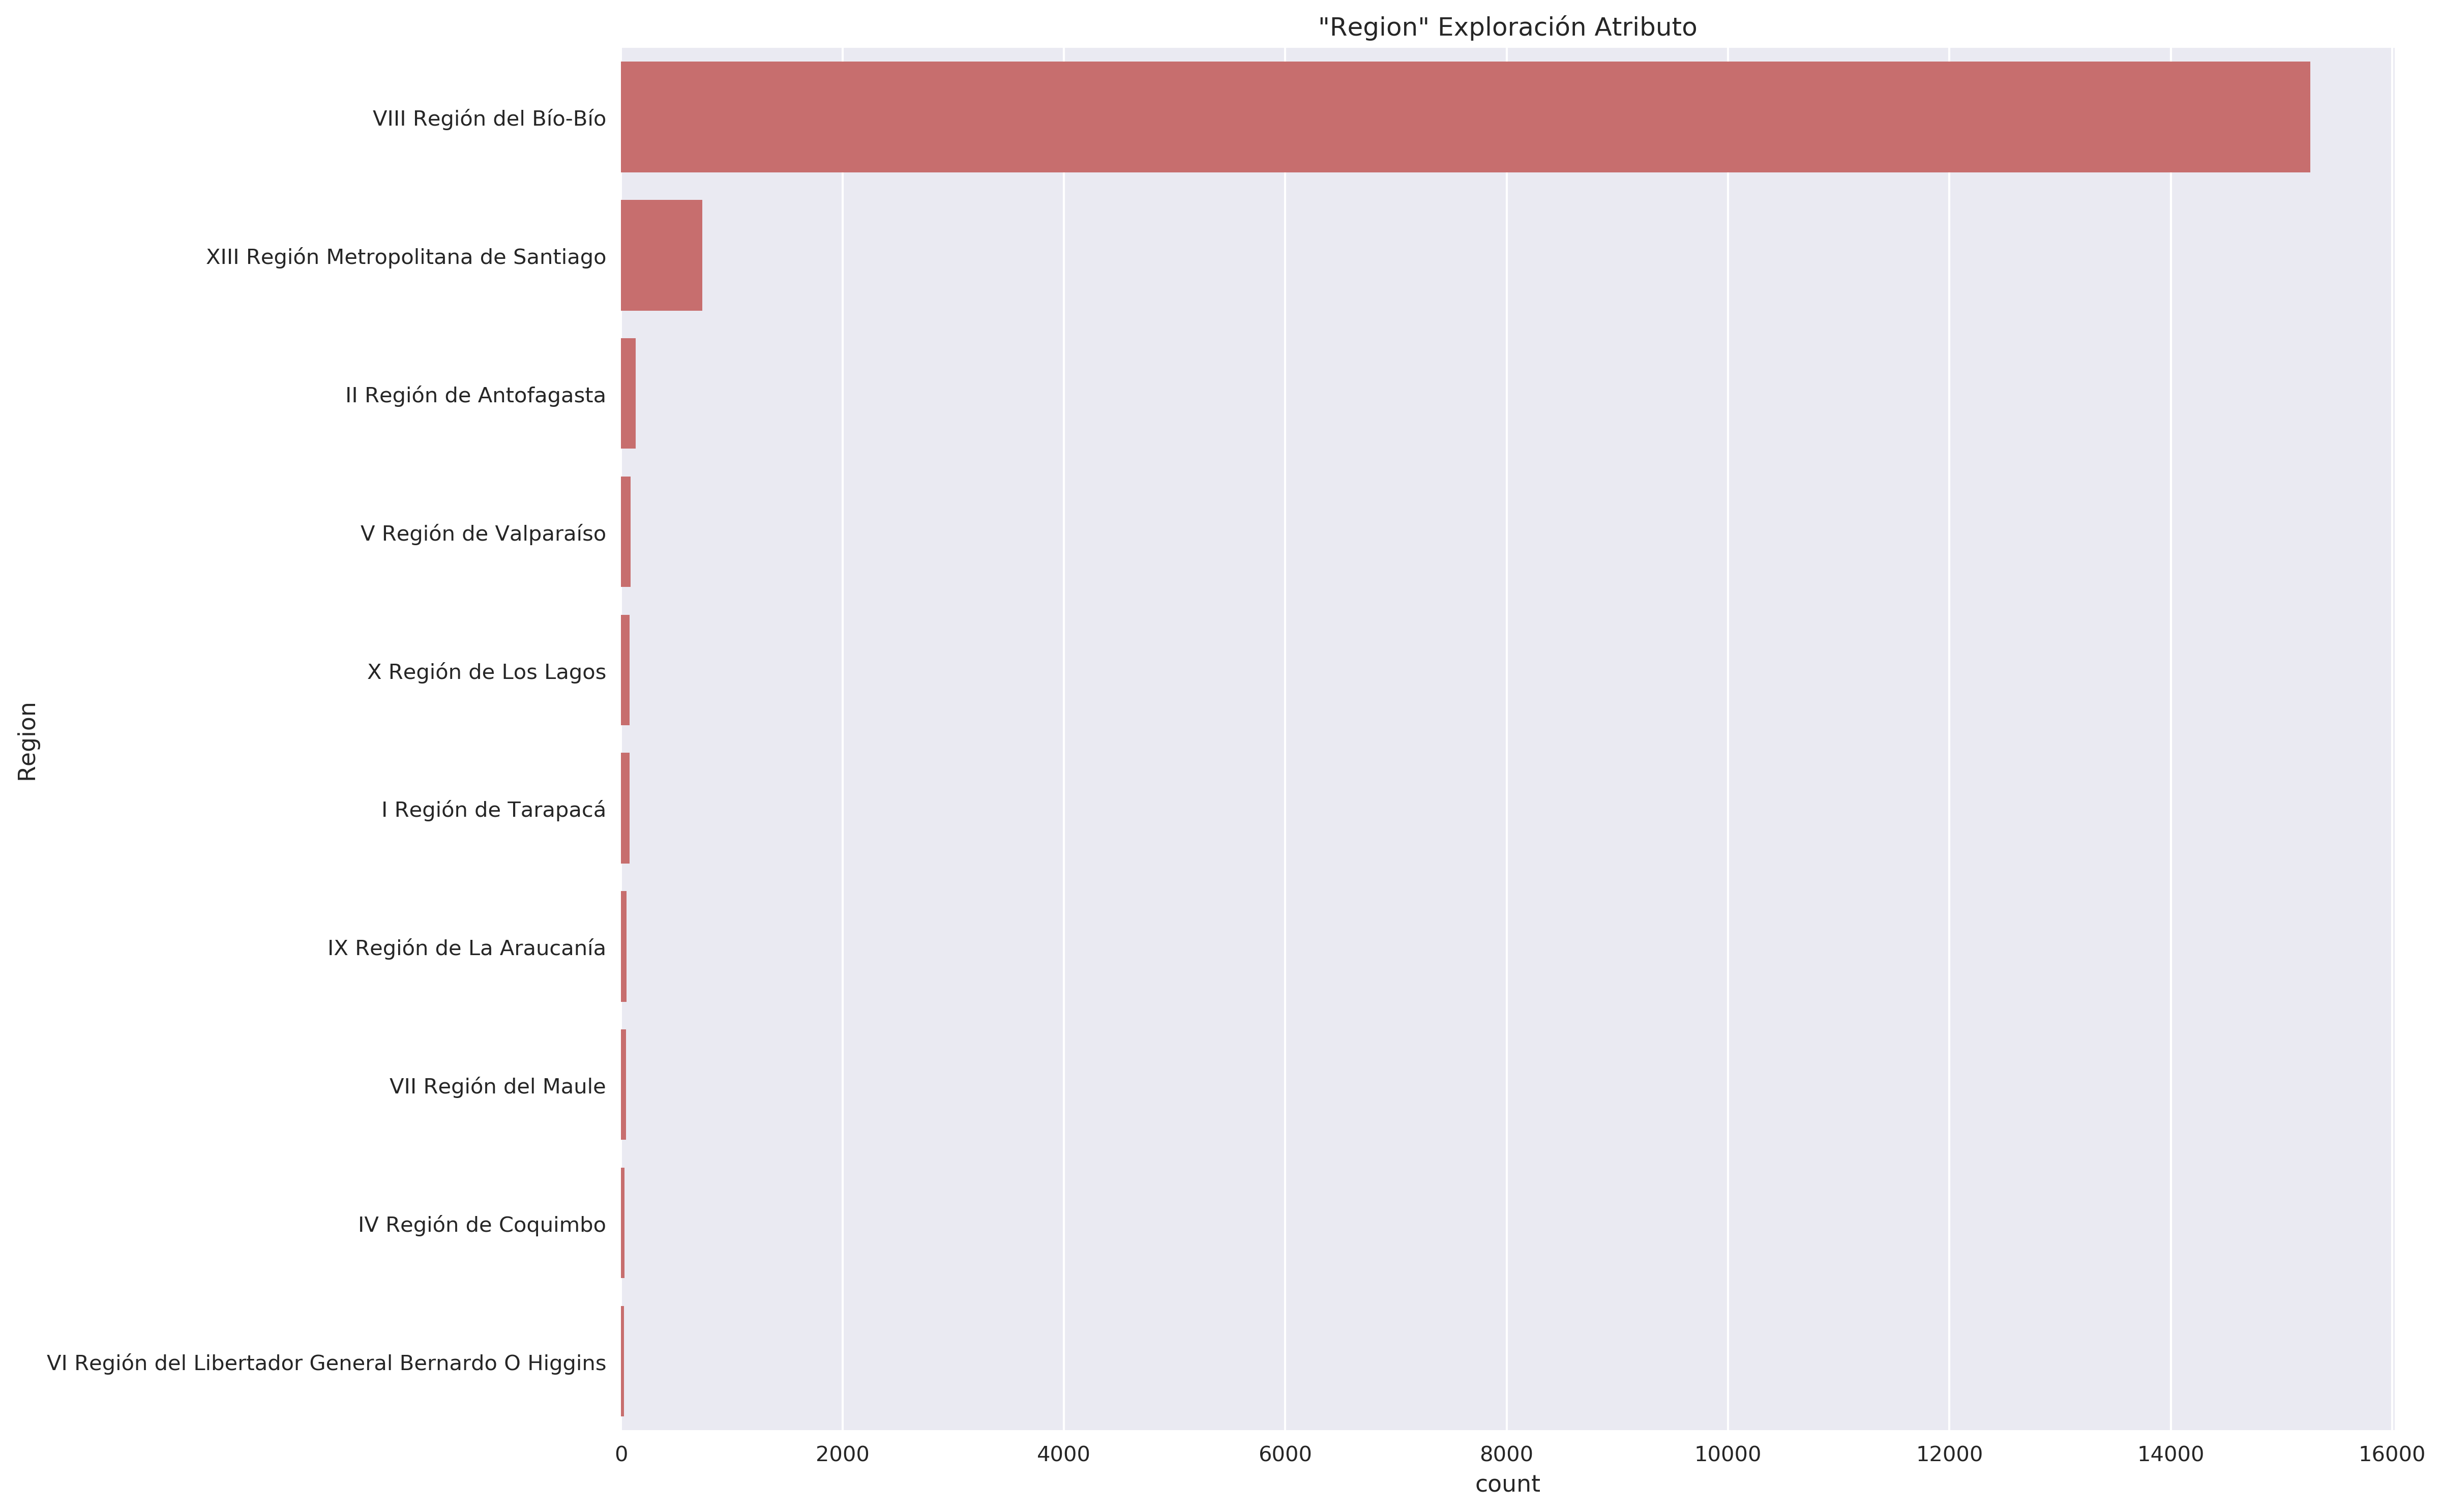 "Region" Exploración Atributo
VIII Región del Bío-Bío
XIII Región Metropolitana de Santiago
II Región de Antofagasta
V Región de Valparaíso
X Región de Los Lagos
I Región de Tarapacá
IX Región de La Araucanía
VII Región del Maule
IV Región de Coquimbo
VI Región del Libertador General Bernardo O Higgins
Region
0 2000 4000 6000 8000 10000 12000 14000 16000
count